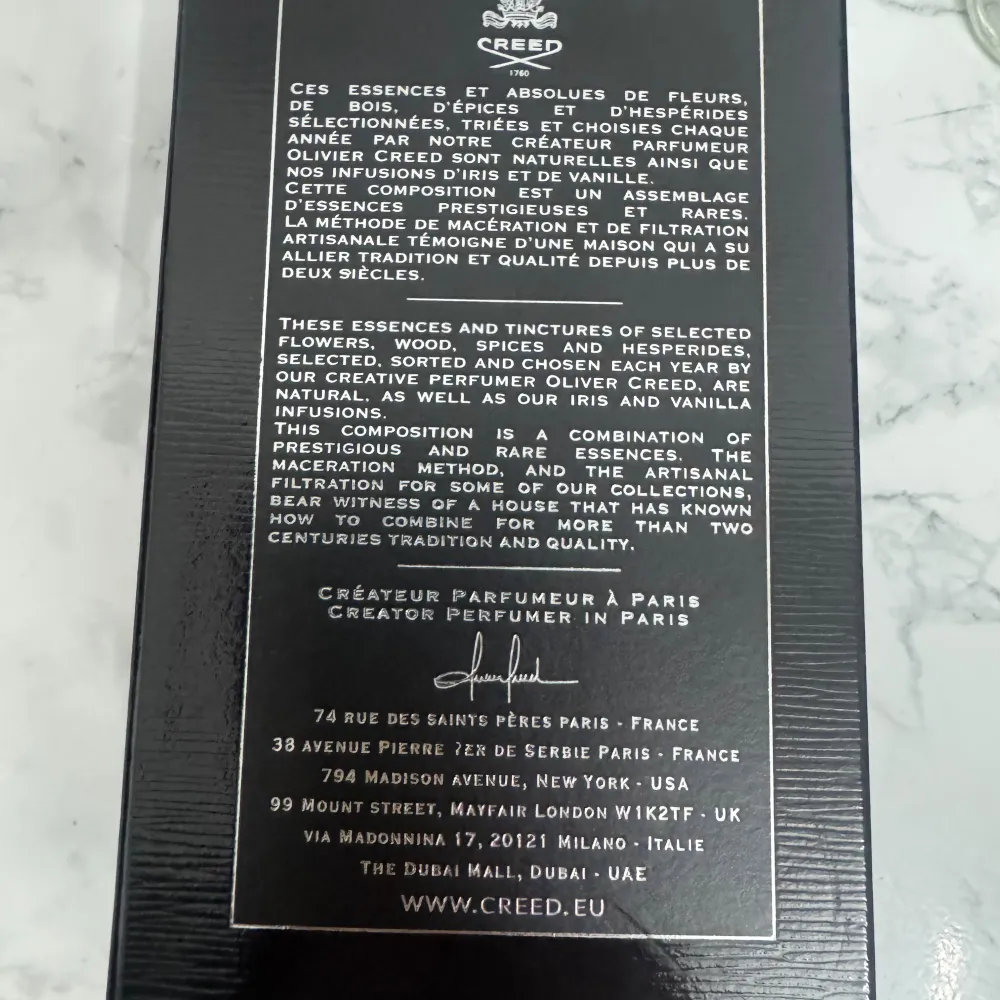 CREED
1760
CES ESSENCES ET ABSOLUES DE FLEURS,
DE BOIS, D'ÉPICES ET D'HESPÉRIDES
SÉLECTIONNÉES, TRIÉES ET CHOISIES CHAQUE
ANNÉE PAR NOTRE CRÉATEUR PARFUMEUR
OLIVIER CREED SONT NATURELLES AINSI QUE
NOS INFUSIONS D'IRIS ET DE VANILLE.
CETTE COMPOSITION EST UN ASSEMBLAGE
D'ESSENCES PRESTIGIEUSES ET RARES.
LA MÉTHODE DE MACÉRATION ET DE FILTRATION
ARTISANALE TÉMOIGNE D'UNE MAISON QUI A SU
ALLIER TRADITION ET QUALITÉ DEPUIS PLUS DE
DEUX SIÈCLES.
THESE ESSENCES AND TINCTURES OF SELECTED
FLOWERS, WOOD, SPICES AND HESPERIDES,
SELECTED, SORTED AND CHOSEN EACH YEAR BY
OUR CREATIVE PERFUMER OLIVER CREED, ARE
NATURAL, AS WELL AS OUR IRIS AND VANILLA
INFUSIONS.
THIS COMPOSITION IS A COMBINATION OF
PRESTIGIOUS AND RARE ESSENCES. THE
MACERATION METHOD, AND THE ARTISANAL
FILTRATION FOR SOME OF OUR COLLECTIONS,
BEAR WITNESS OF A HOUSE THAT HAS KNOWN
HOW TO COMBINE FOR MORE THAN TWO
CENTURIES TRADITION AND QUALITY.
CRÉATEUR PARFUMEUR À PARIS
CREATOR PERFUMER IN PARIS
74 RUE DES SAINTS PÈRES PARIS - FRANCE
38 AVENUE PIERRE DE SERBIE PARIS - FRANCE
794 MADISON AVENUE, NEW YORK - USA
99 MOUNT STREET, MAYFAIR LONDON W1K2TF - UK
VIA MADONNINA 17, 20121 MILANO - ITALIE
THE DUBAI MALL, DUBAI - UAE
WWW.CREED.EU